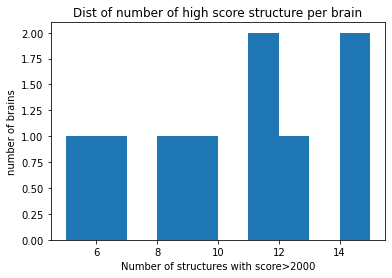 Dist of number of high score structure per brain
number of brains
2.00
1.75
1.50
1.25
1.00
0.75
0.50
0.25
0.00
6 8 10 12 14
Number of structures with score>2000